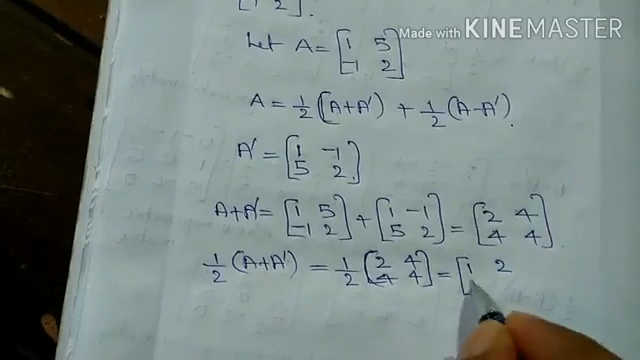 [1 2].
Made with KINEMASTER
Let A = [1 5
-1 2]
A = 1/2 (A+A') + 1/2 (A-A').
A' = [1 -1
5 2]
A+A' = [1 5
-1 2] + [1 -1
5 2] = [2 4
4 4].
1/2 (A+A') = 1/2 [2 4
4 4] = [1 2